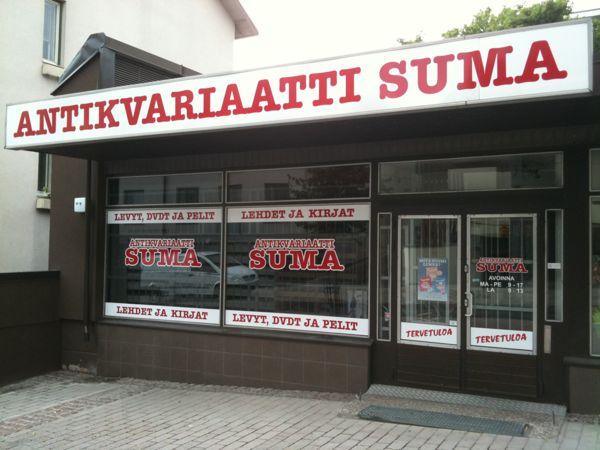 ANTIKVARIAATTI SUMA
LEVYT, DVDT JA PELIT
LEHDET JA KIRJAT
ANTIKVARIAATTI
SUMA
ANTIKVARIAATTI
SUMA
LEHDET JA KIRJAT
LEVYT, DVDT JA PELIT
ANTIKVARIAATTI
SUMA
AVOINNA
MA - PE 9 - 17
LA 9 - 13
TERVETULOA
TERVETULOA